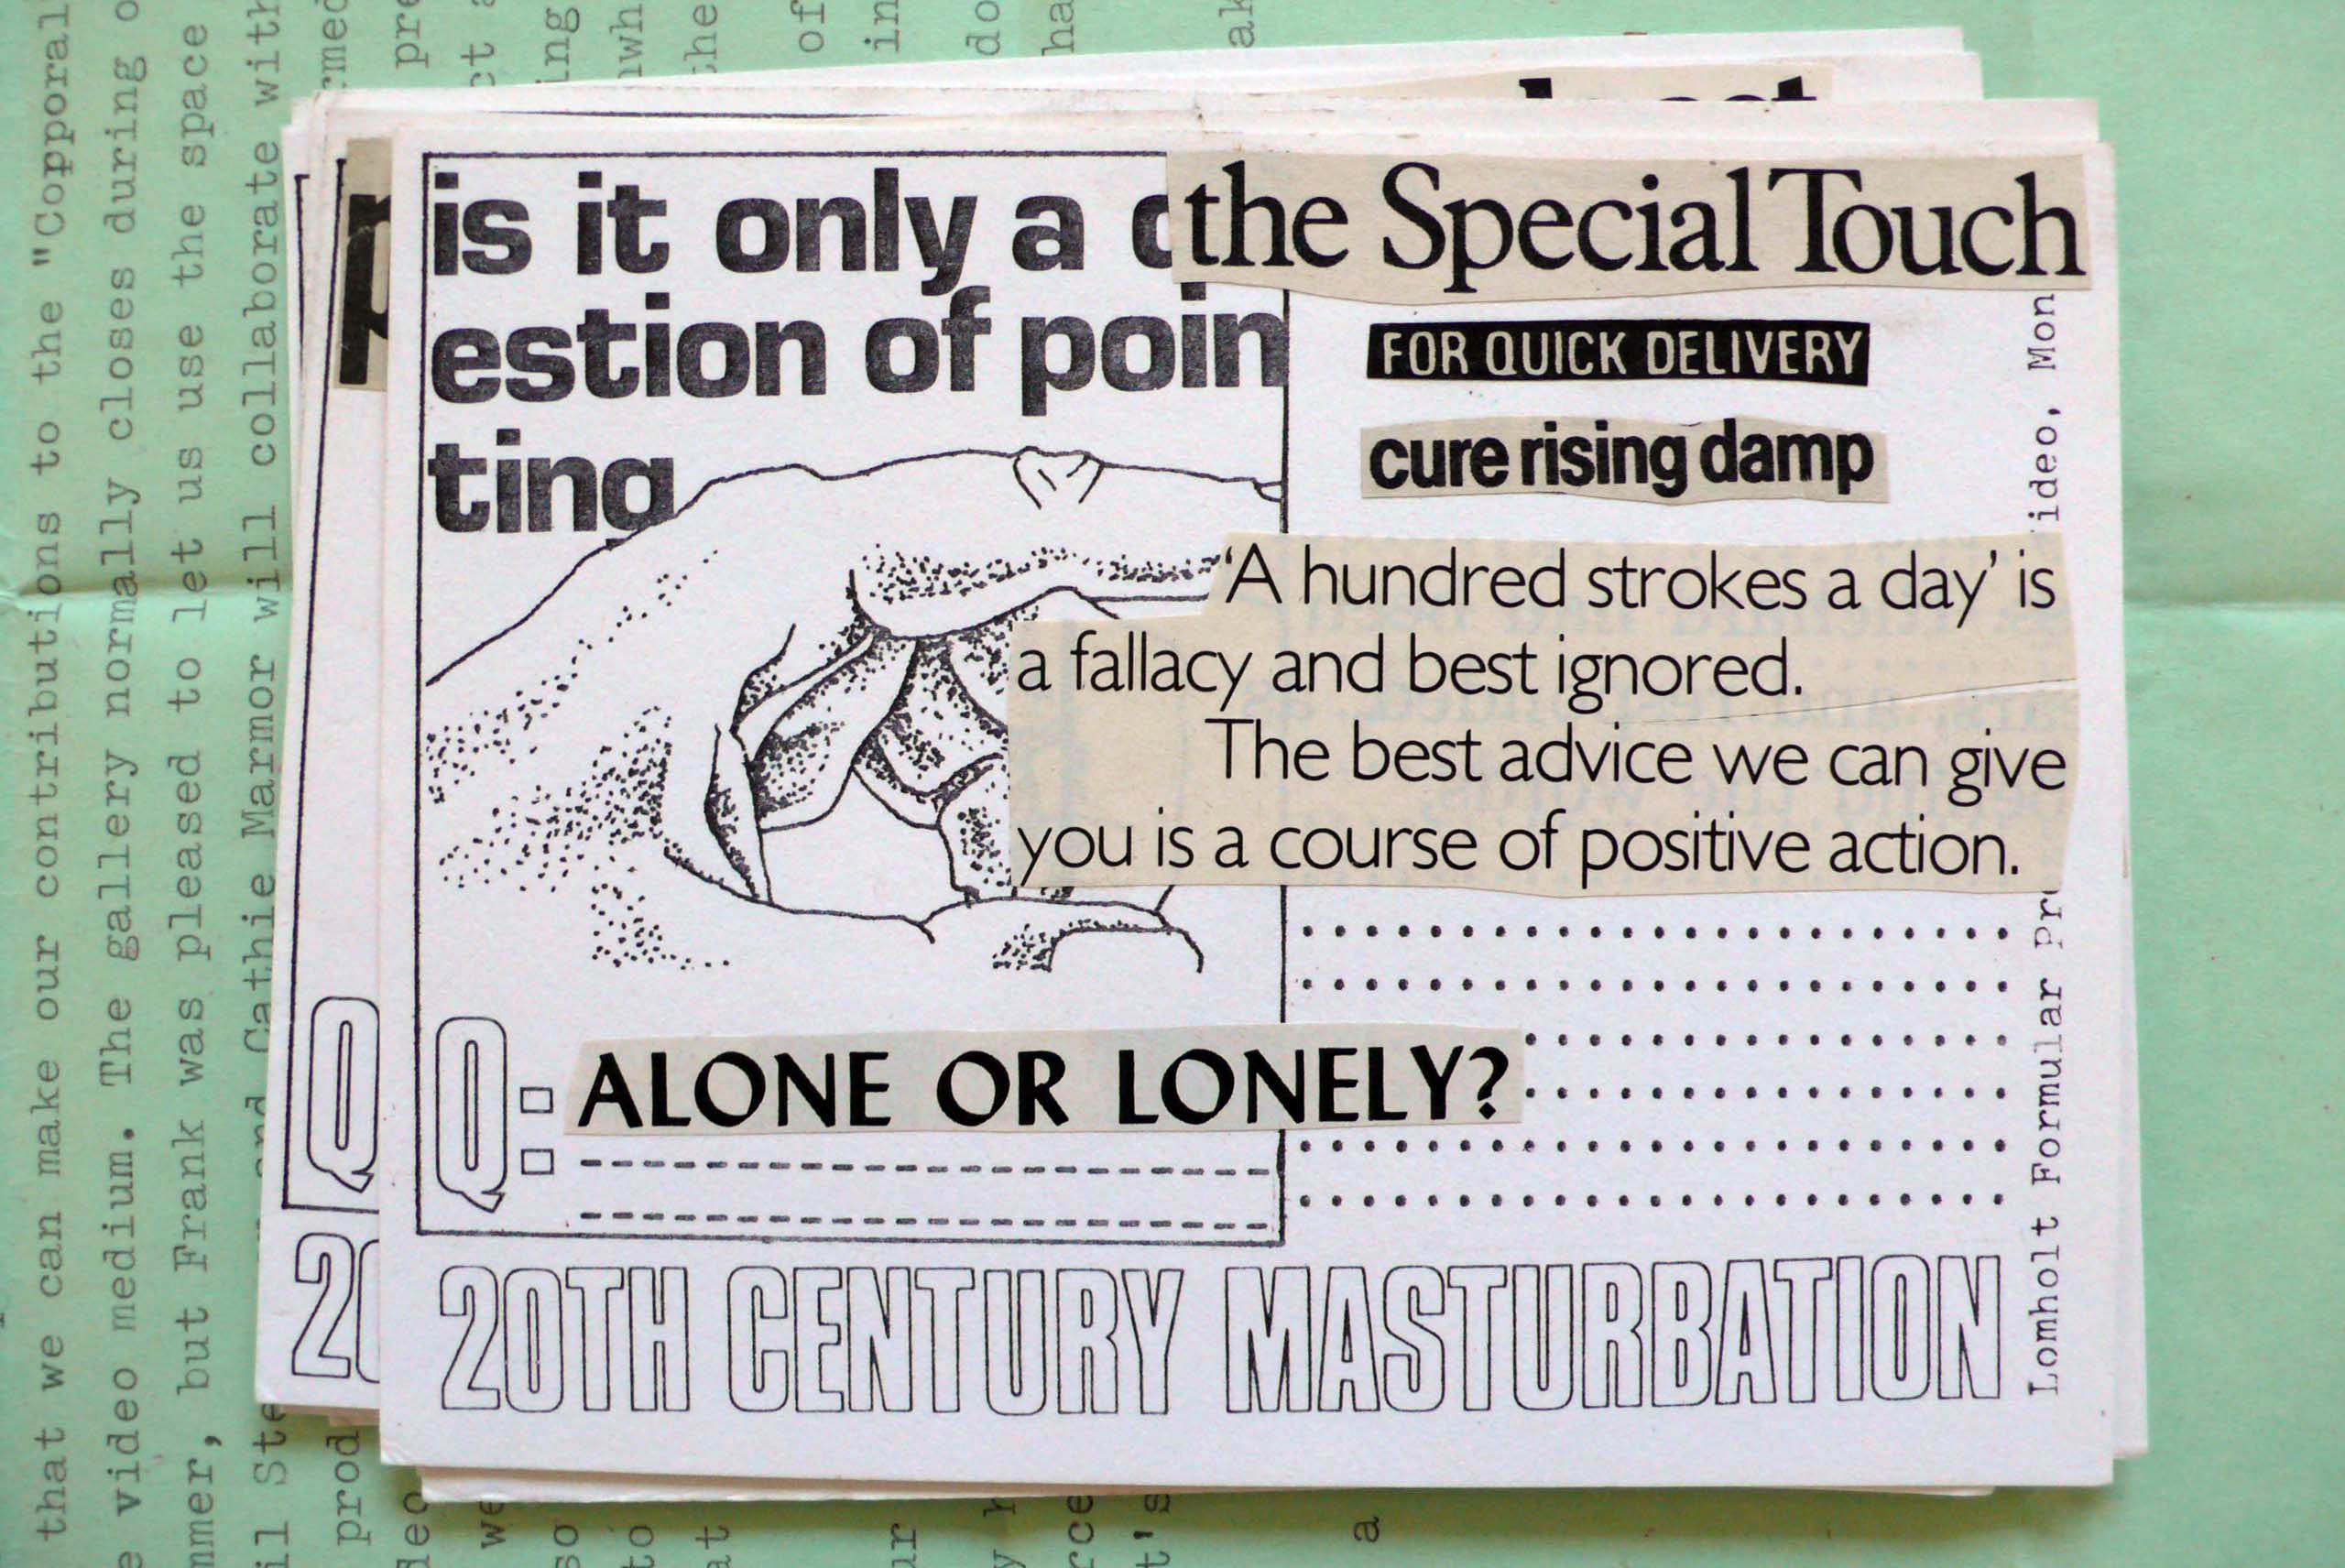 is it only a
the Special Touch
estion of poin
ting
FOR QUICK DELIVERY
cure rising damp
'A hundred strokes a day' is
a fallacy and best ignored.
The best advice we can give
you is a course of positive action.
Q: ALONE OR LONELY?
20TH CENTURY MASTURBATION
Lomholt Formular Pr
ideo, Mon
Q
that we can make our contributions to the "Copporal
video medium. The gallery normally closes during
mmer, but Frank was pleased to let us use the space
il Ste
and Cathie Marmor will collaborate with
prod